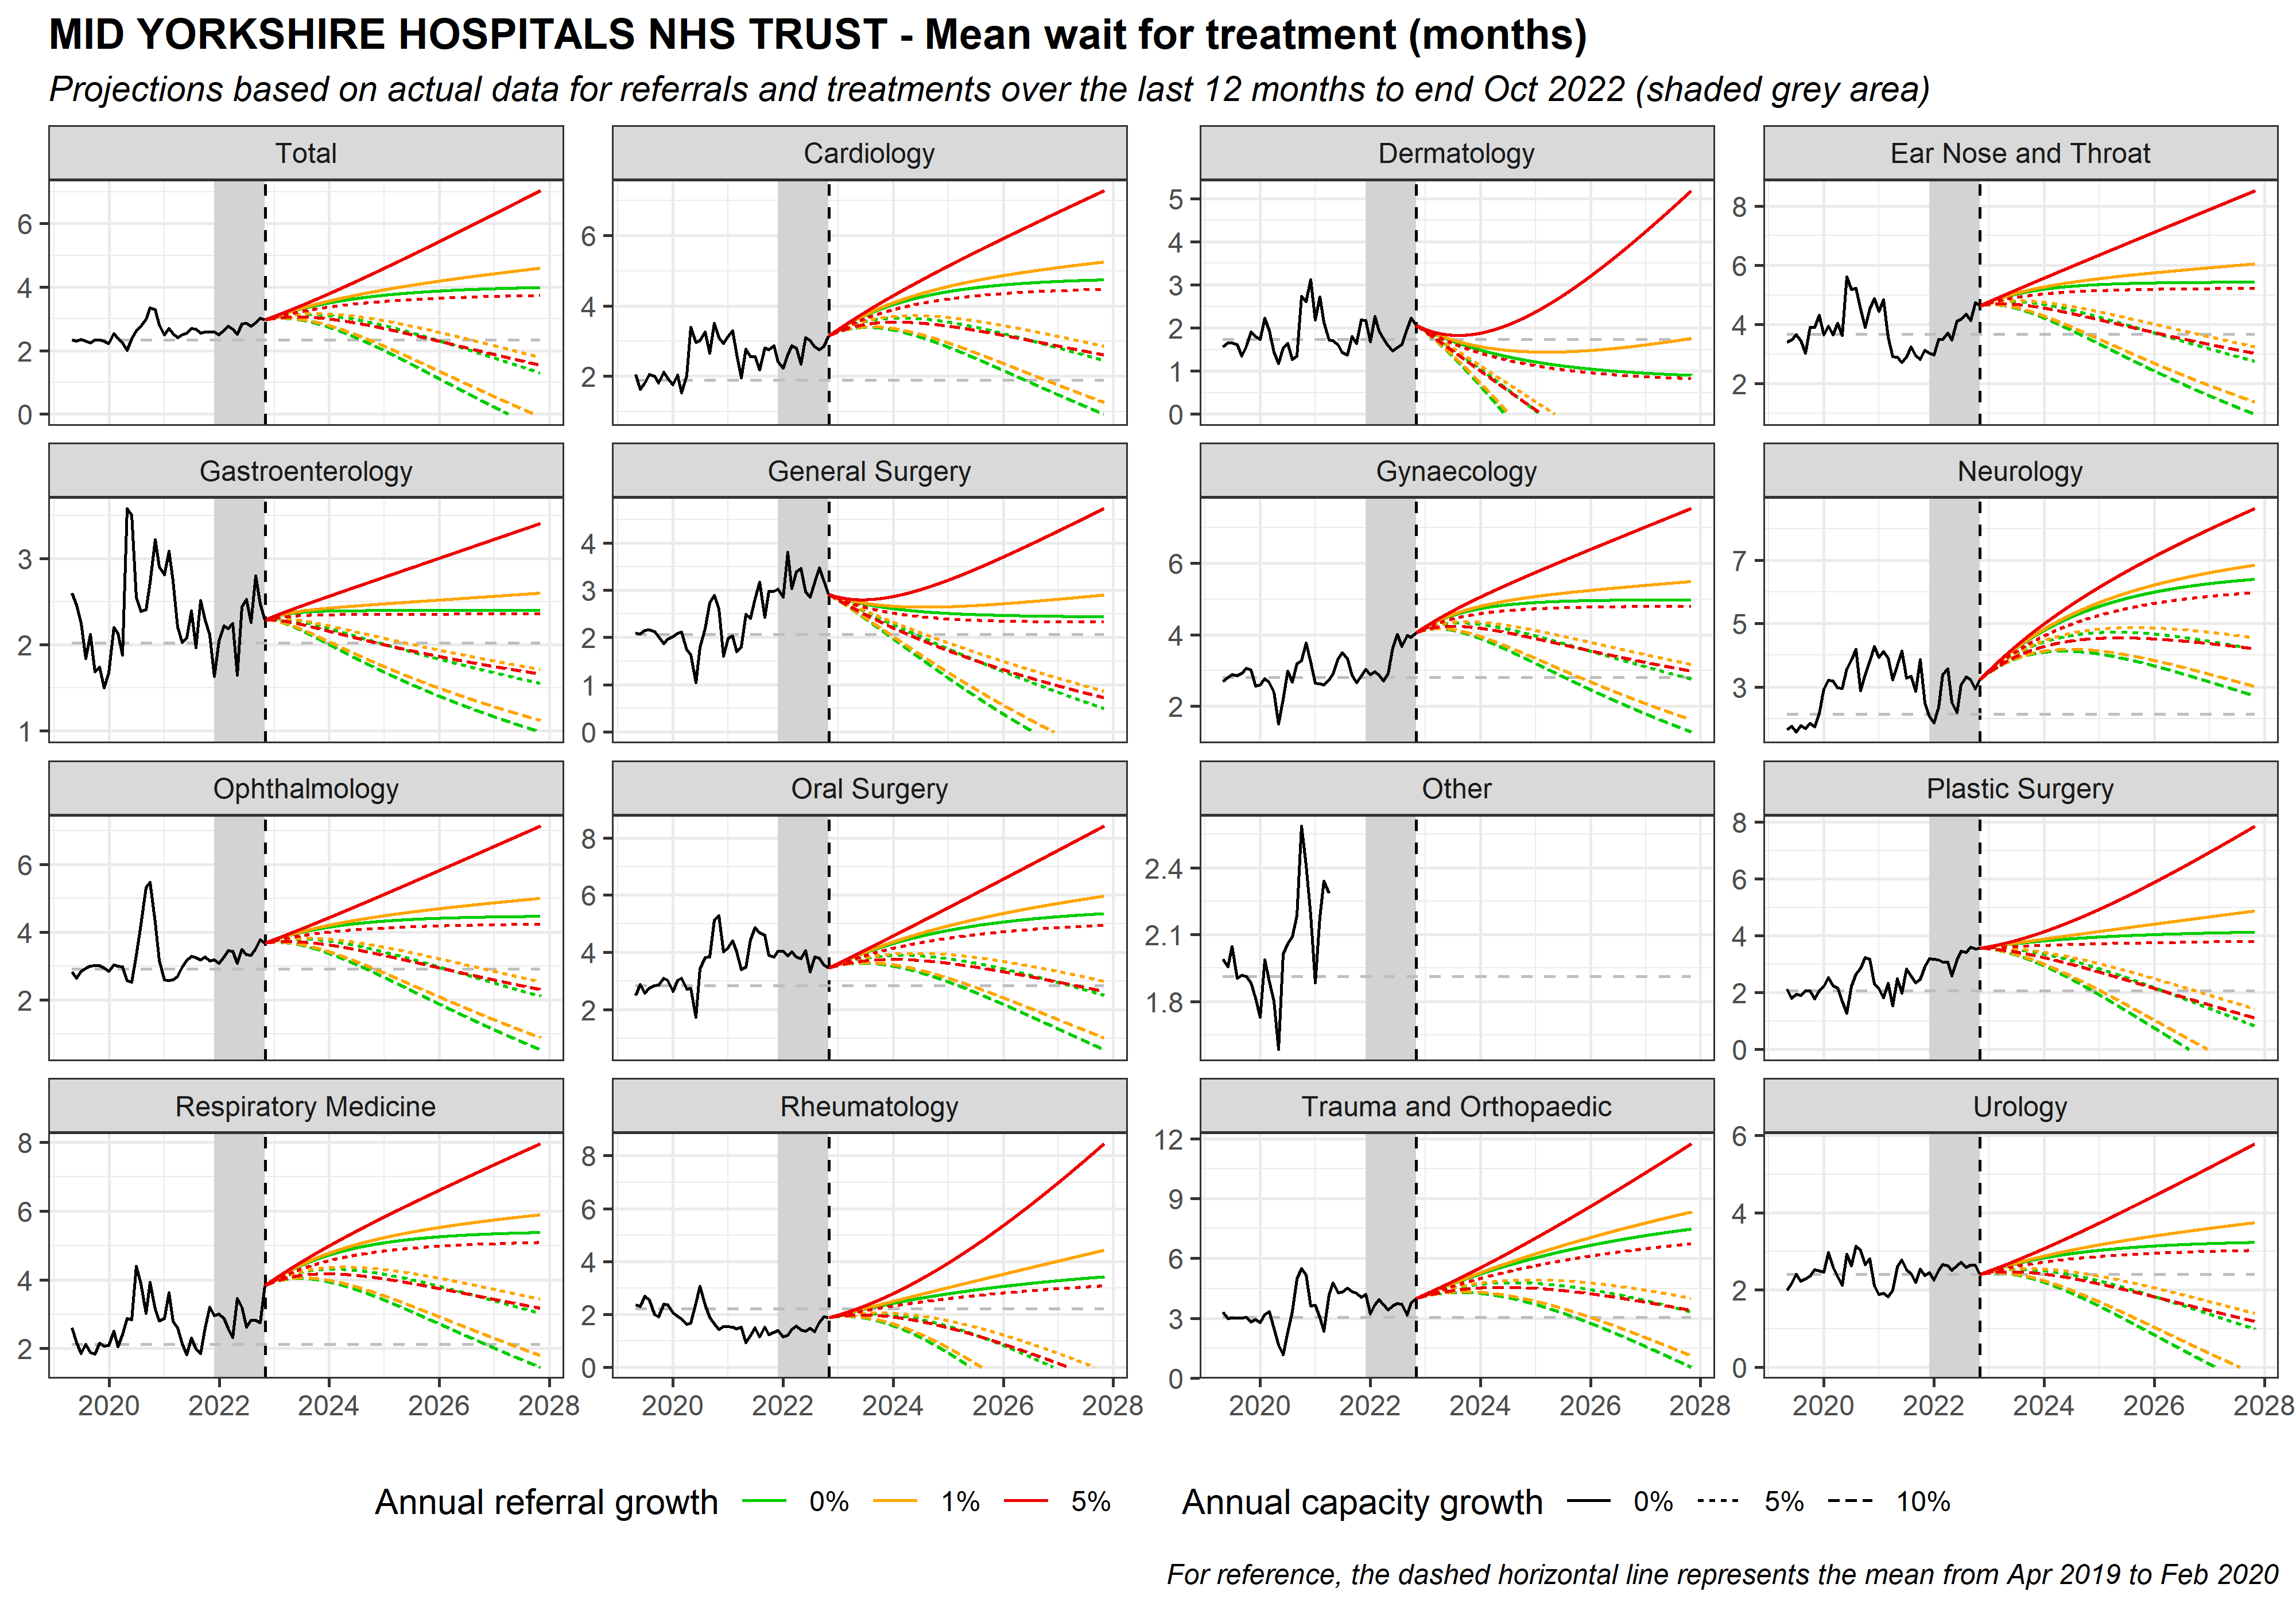 MID YORKSHIRE HOSPITALS NHS TRUST - Mean wait for treatment (months)
Projections based on actual data for referrals and treatments over the last 12 months to end Oct 2022 (shaded grey area)
Total
Cardiology
Dermatology
Ear Nose and Throat
6
4
2
0
6
4
2
5
4
3
2
1
0
8
6
4
2
Gastroenterology
General Surgery
Gynaecology
Neurology
3
2
1
4
3
2
1
0
6
4
2
7
5
3
Ophthalmology
Oral Surgery
Other
Plastic Surgery
6
4
2
8
6
4
2
2.4
2.1
1.8
8
6
4
2
0
Respiratory Medicine
Rheumatology
Trauma and Orthopaedic
Urology
8
6
4
2
8
6
4
2
0
12
9
6
3
0
6
4
2
0
2020 2022 2024 2026 2028
2020 2022 2024 2026 2028
2020 2022 2024 2026 2028
2020 2022 2024 2026 2028
Annual referral growth 0% 1% 5%
Annual capacity growth 0% 5% 10%
For reference, the dashed horizontal line represents the mean from Apr 2019 to Feb 2020